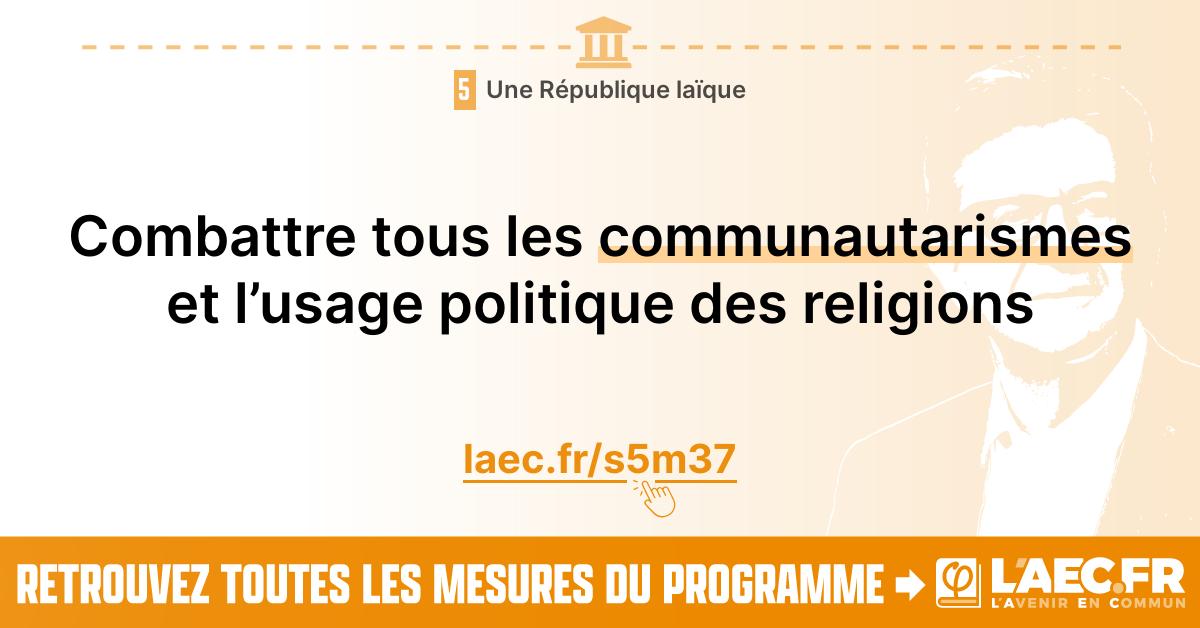 5 Une République laïque
Combattre tous les communautarismes
et l’usage politique des religions
laec.fr/s5m37
RETROUVEZ TOUTES LES MESURES DU PROGRAMME
L'AEC.FR
L'AVENIR EN COMMUN